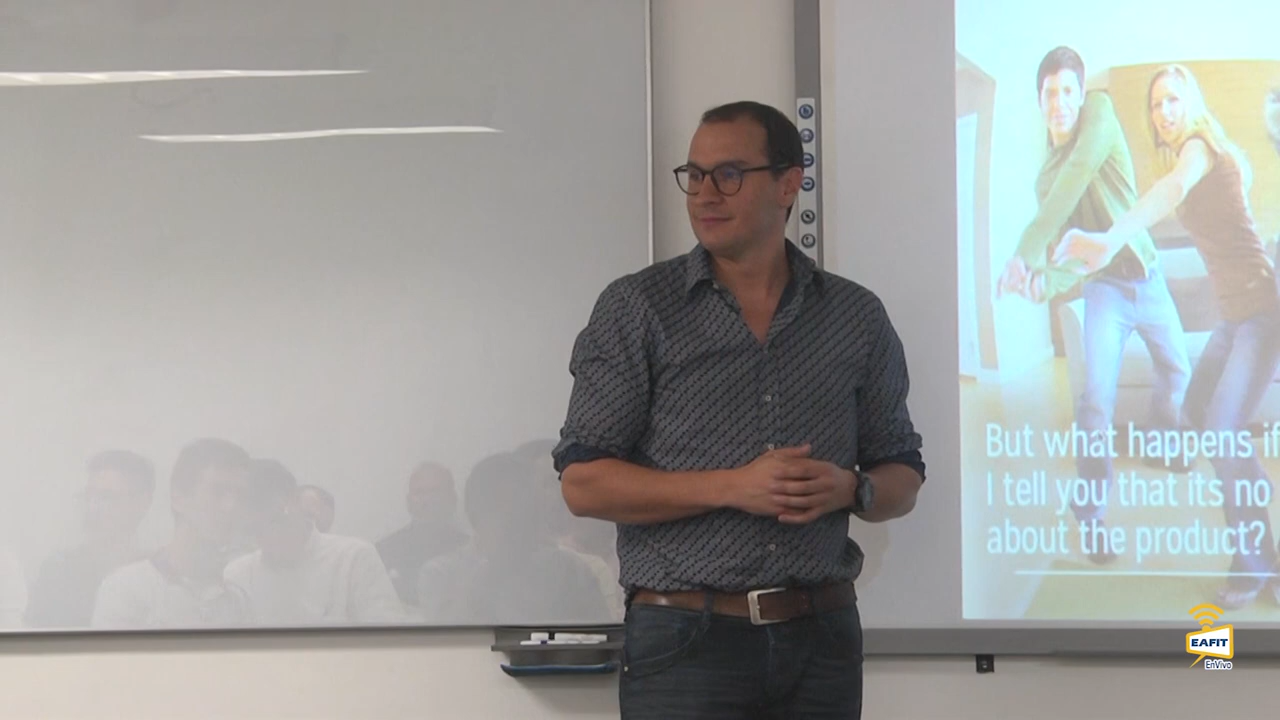 But what happens if
I tell you that its no
about the product?
EAFIT
EnVivo